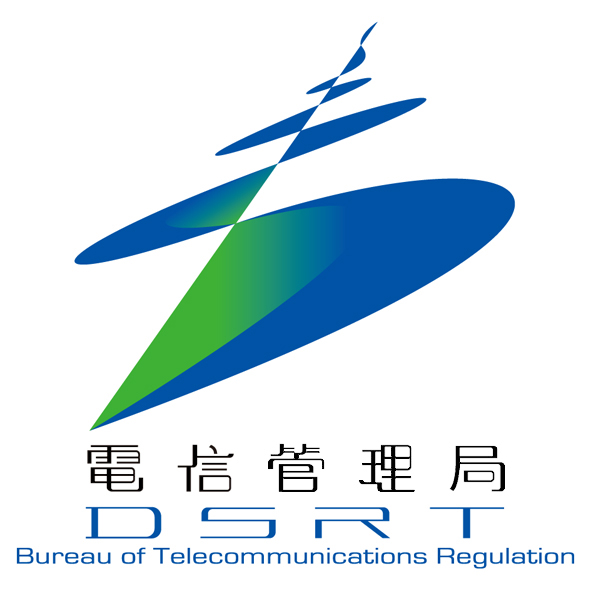 電信管理局
DSRT
Bureau of Telecommunications Regulation